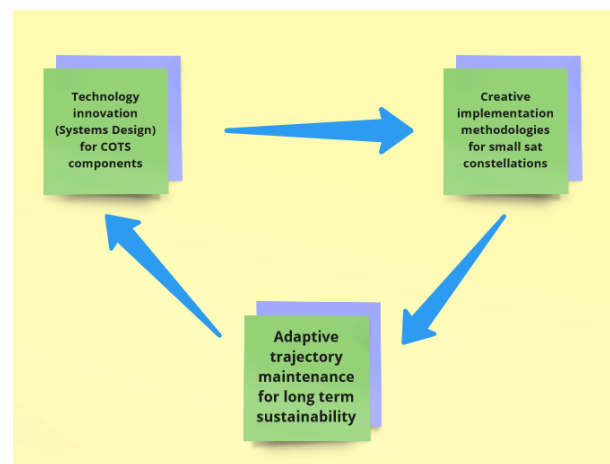 Technology
innovation
(Systems Design)
for COTS
components
Creative
implementation
methodologies
for small sat
constellations
Adaptive
trajectory
maintenance
for long term
sustainability